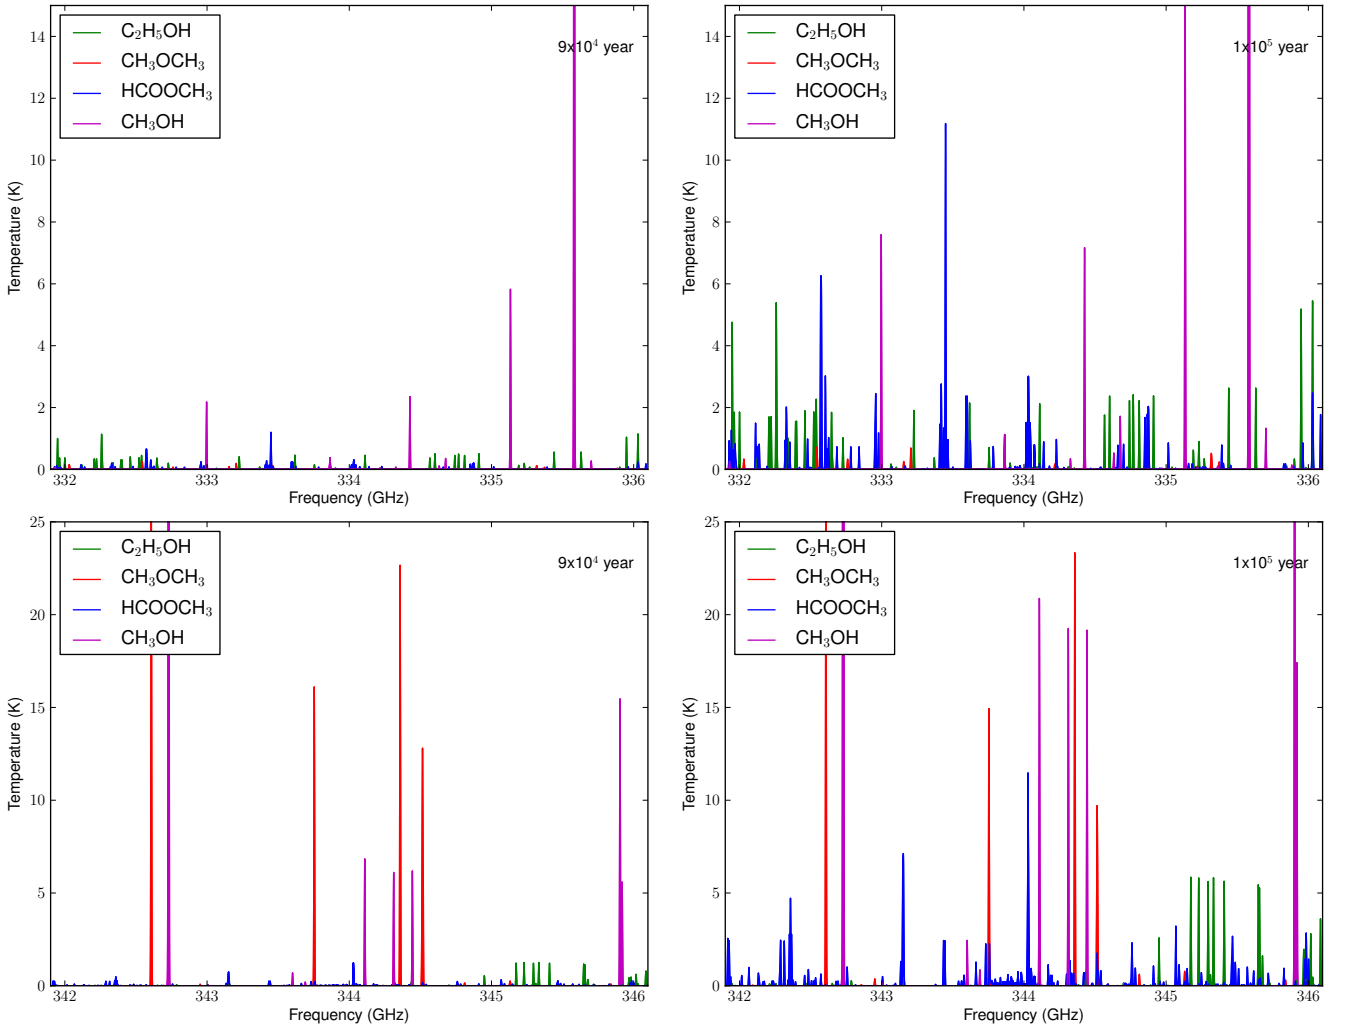 C₂H₅OH
CH₃OCH₃
HCOOCH₃
CH₃OH
9x10⁴ year
14
12
10
8
6
4
2
0
Temperature (K)
332 333 334 335 336
Frequency (GHz)
C₂H₅OH
CH₃OCH₃
HCOOCH₃
CH₃OH
1x10⁵ year
14
12
10
8
6
4
2
0
Temperature (K)
332 333 334 335 336
Frequency (GHz)
C₂H₅OH
CH₃OCH₃
HCOOCH₃
CH₃OH
9x10⁴ year
25
20
15
10
5
0
Temperature (K)
342 343 344 345 346
Frequency (GHz)
C₂H₅OH
CH₃OCH₃
HCOOCH₃
CH₃OH
1x10⁵ year
25
20
15
10
5
0
Temperature (K)
342 343 344 345 346
Frequency (GHz)